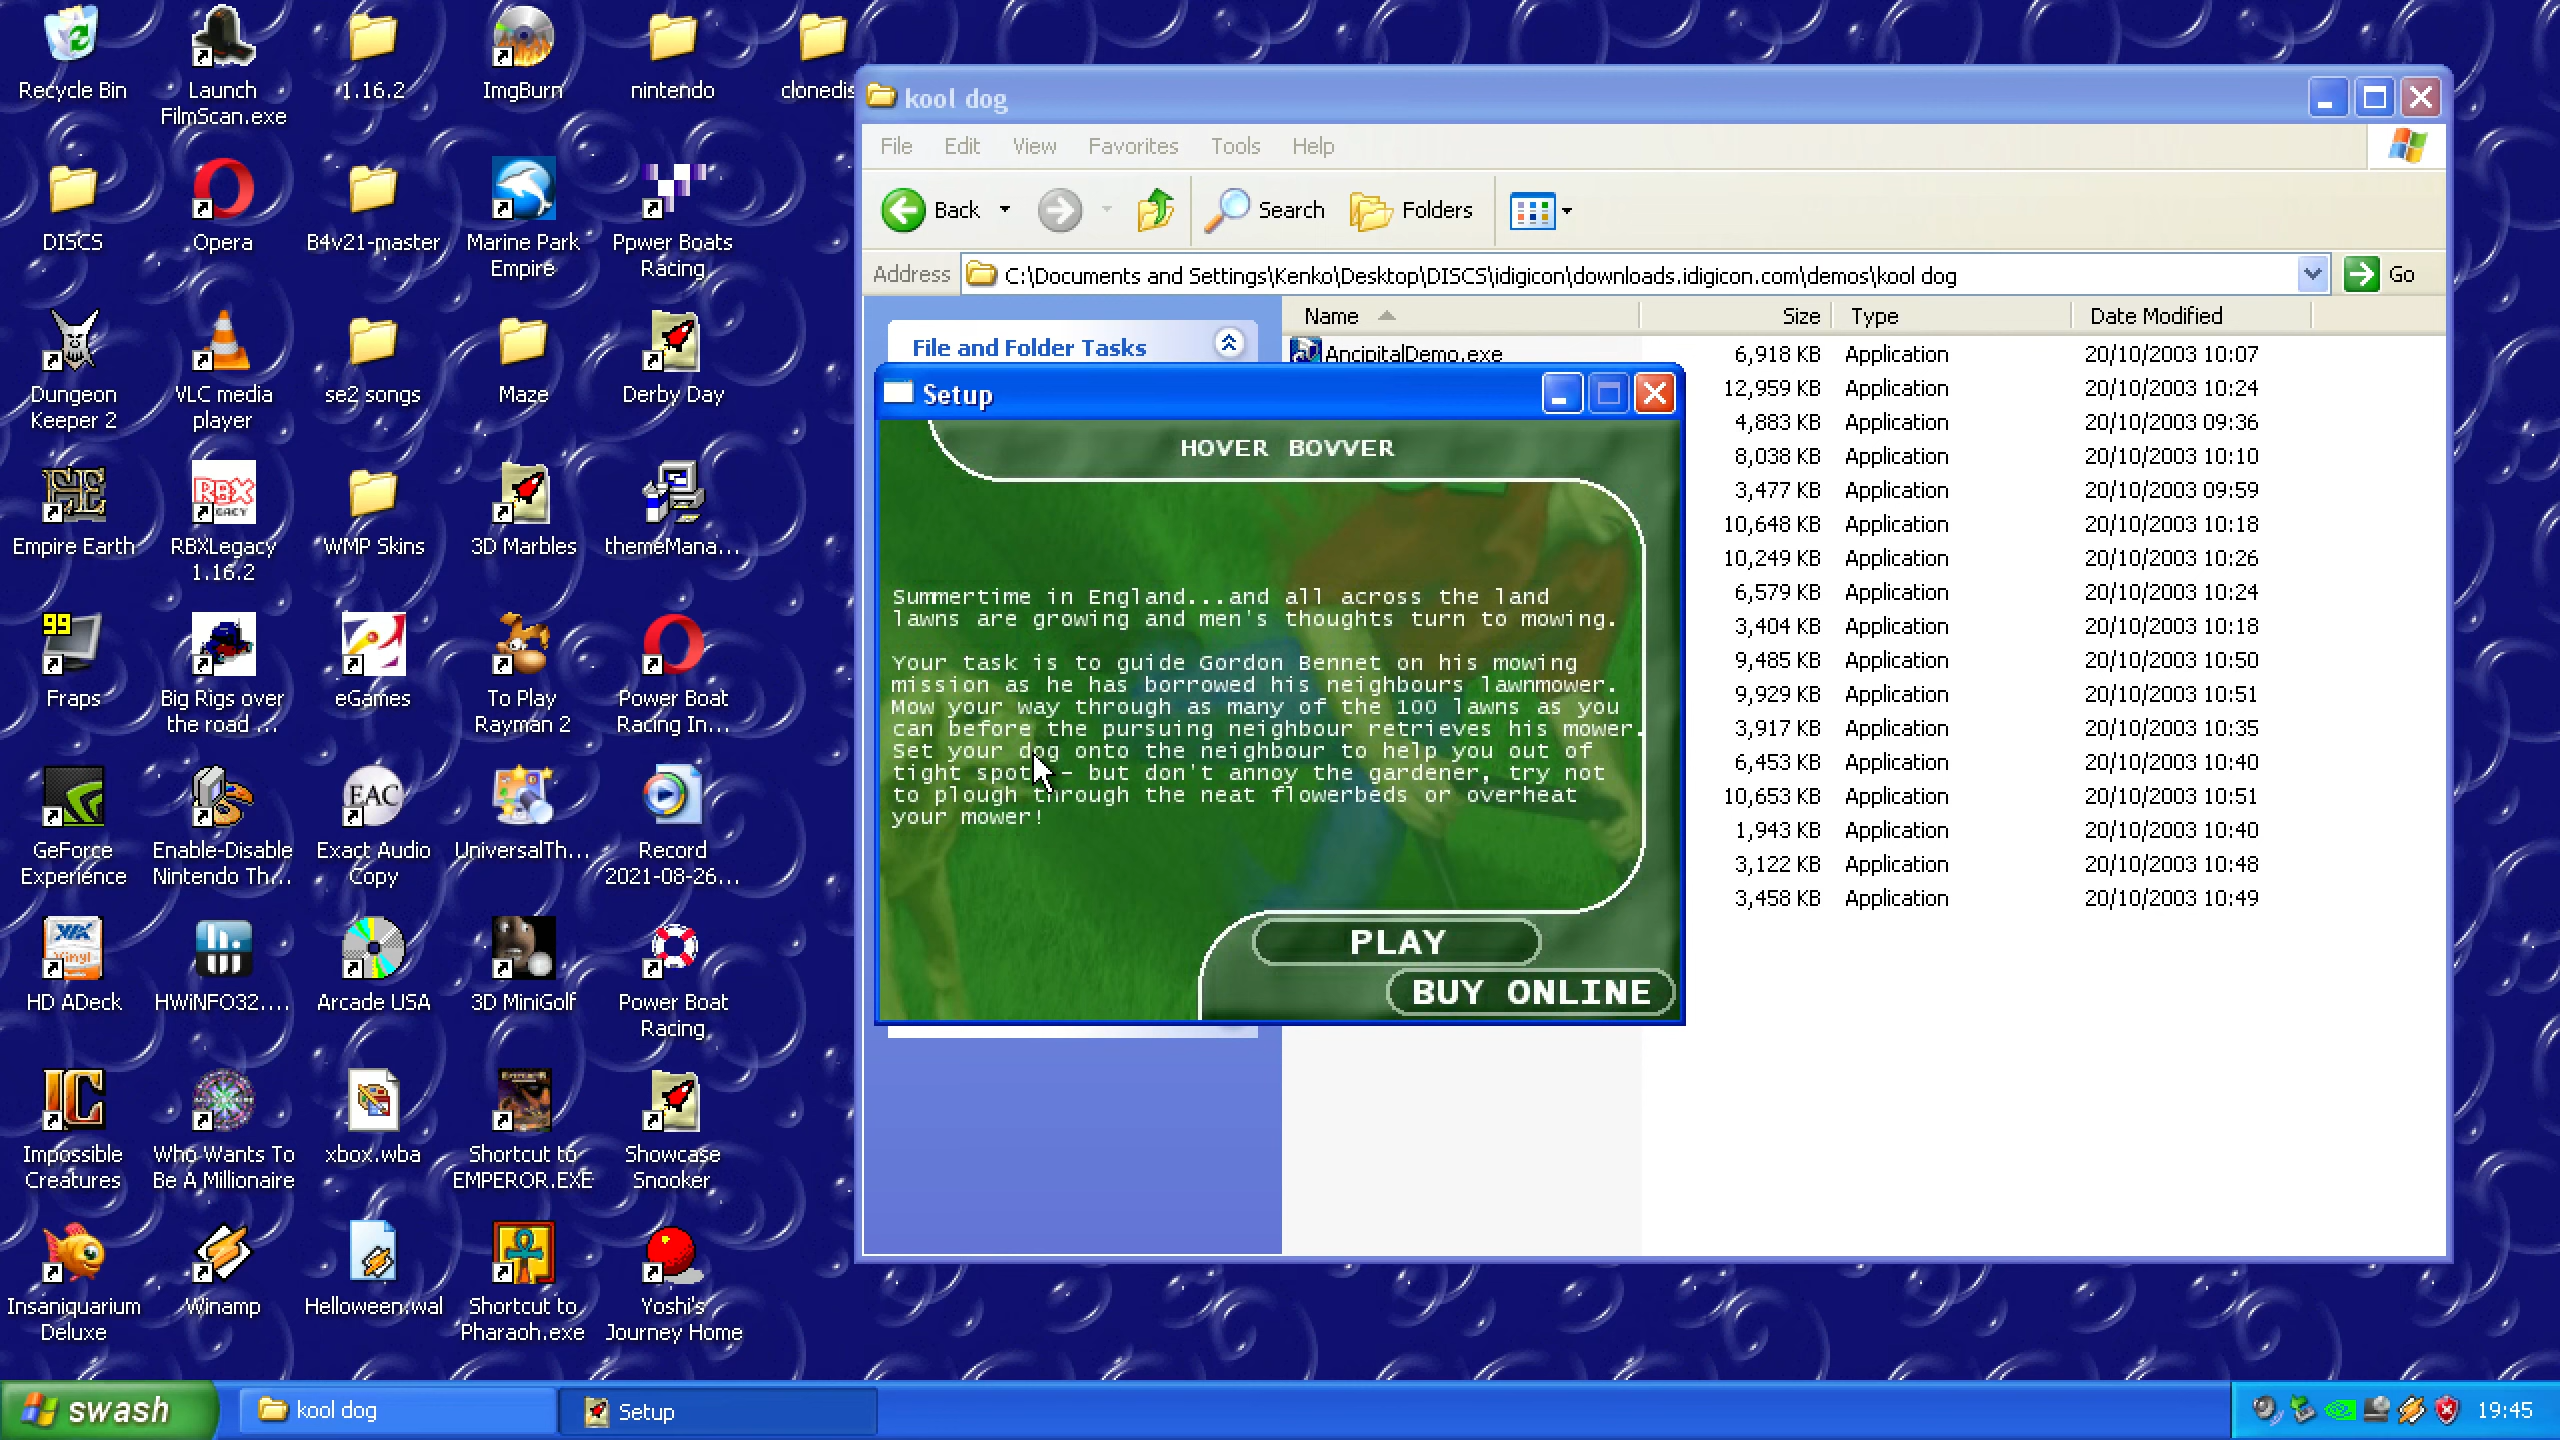 Recycle Bin
Launch
FilmScan.exe
1.16.2
ImgBurn
nintendo
clonedis
DISCS
Opera
B4v21-master
Marine Park
Empire
Ppwer Boats
Racing
Dungeon
Keeper 2
VLC media
player
se2 songs
Maze
Derby Day
Empire Earth
RBX
RBXLegacy
1.16.2
WMP Skins
3D Marbles
themeMana...
99
Fraps
Big Rigs over
the road ...
eGames
To Play
Rayman 2
Power Boat
Racing In...
GeForce
Experience
Enable-Disable
Nintendo Th...
EAC
Exact Audio
Copy
UniversalTh...
Record
2021-08-26...
HD ADeck
HWiNFO32....
Arcade USA
3D MiniGolf
Power Boat
Racing
IC
Impossible
Creatures
Who Wants To
Be A Millionaire
xbox.wba
Shortcut to
EMPEROR.EXE
Showcase
Snooker
Insaniquarium
Deluxe
Winamp
Helloween.wal
Shortcut to
Pharaoh.exe
Yoshi's
Journey Home
kool dog
File Edit View Favorites Tools Help
Back Search Folders
Address C:\Documents and Settings\Kenko\Desktop\DISCS\idigicon\downloads.idigicon.com\demos\kool dog Go
File and Folder Tasks
Name Size Type Date Modified
AncipitalDemo.exe 6,918 KB Application 20/10/2003 10:07
12,959 KB Application 20/10/2003 10:24
4,883 KB Application 20/10/2003 09:36
8,038 KB Application 20/10/2003 10:10
3,477 KB Application 20/10/2003 09:59
10,648 KB Application 20/10/2003 10:18
10,249 KB Application 20/10/2003 10:26
6,579 KB Application 20/10/2003 10:24
3,404 KB Application 20/10/2003 10:18
9,485 KB Application 20/10/2003 10:50
9,929 KB Application 20/10/2003 10:51
3,917 KB Application 20/10/2003 10:35
6,453 KB Application 20/10/2003 10:40
10,653 KB Application 20/10/2003 10:51
1,943 KB Application 20/10/2003 10:40
3,122 KB Application 20/10/2003 10:48
3,458 KB Application 20/10/2003 10:49
Setup
HOVER BOVVER
Summertime in England...and all across the land
lawns are growing and men's thoughts turn to mowing.
Your task is to guide Gordon Bennet on his mowing
mission as he has borrowed his neighbours lawnmower.
Mow your way through as many of the 100 lawns as you
can before the pursuing neighbour retrieves his mower.
Set your dog onto the neighbour to help you out of
tight spots - but don't annoy the gardener, try not
to plough through the neat flowerbeds or overheat
your mower!
PLAY
BUY ONLINE
swash
kool dog
Setup
19:45